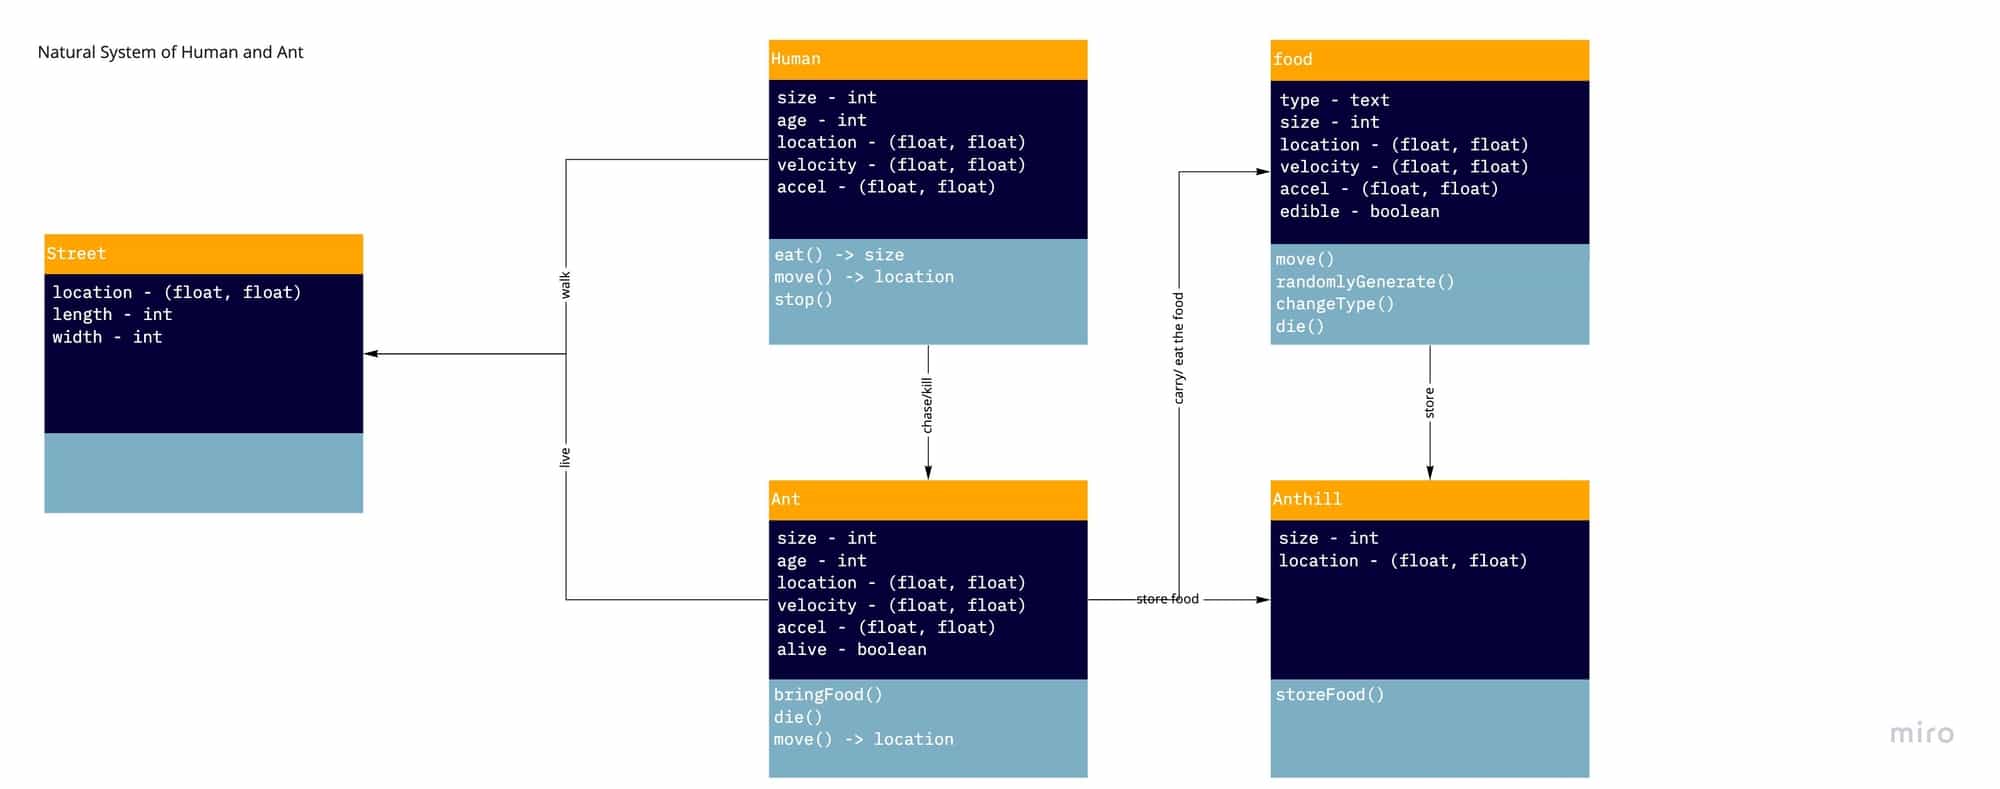 Natural System of Human and Ant
Street
location - (float, float)
length - int
width - int
walk
live
Human
size - int
age - int
location - (float, float)
velocity - (float, float)
accel - (float, float)
eat() -> size
move() -> location
stop()
chase/kill
Ant
size - int
age - int
location - (float, float)
velocity - (float, float)
accel - (float, float)
alive - boolean
bringFood()
die()
move() -> location
carry/ eat the food
store food
food
type - text
size - int
location - (float, float)
velocity - (float, float)
accel - (float, float)
edible - boolean
move()
randomlyGenerate()
changeType()
die()
store
Anthill
size - int
location - (float, float)
storeFood()
miro